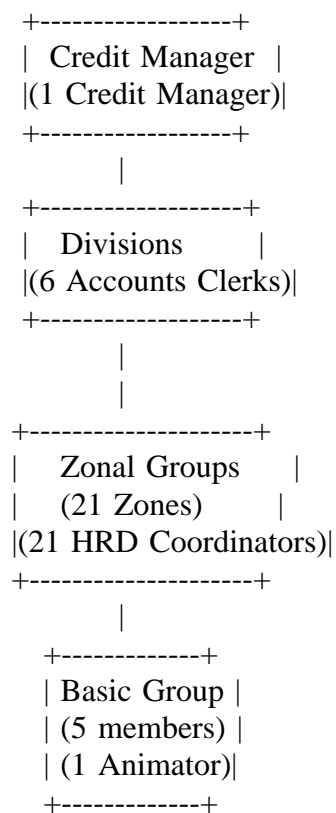 +------------------+
| Credit Manager |
|(1 Credit Manager)|
+------------------+
|
+-------------------+
| Divisions |
|(6 Accounts Clerks)|
+-------------------+
|
|
+---------------------+
| Zonal Groups |
| (21 Zones) |
|(21 HRD Coordinators)|
+---------------------+
|
+-------------+
| Basic Group |
| (5 members) |
| (1 Animator)|
+-------------+